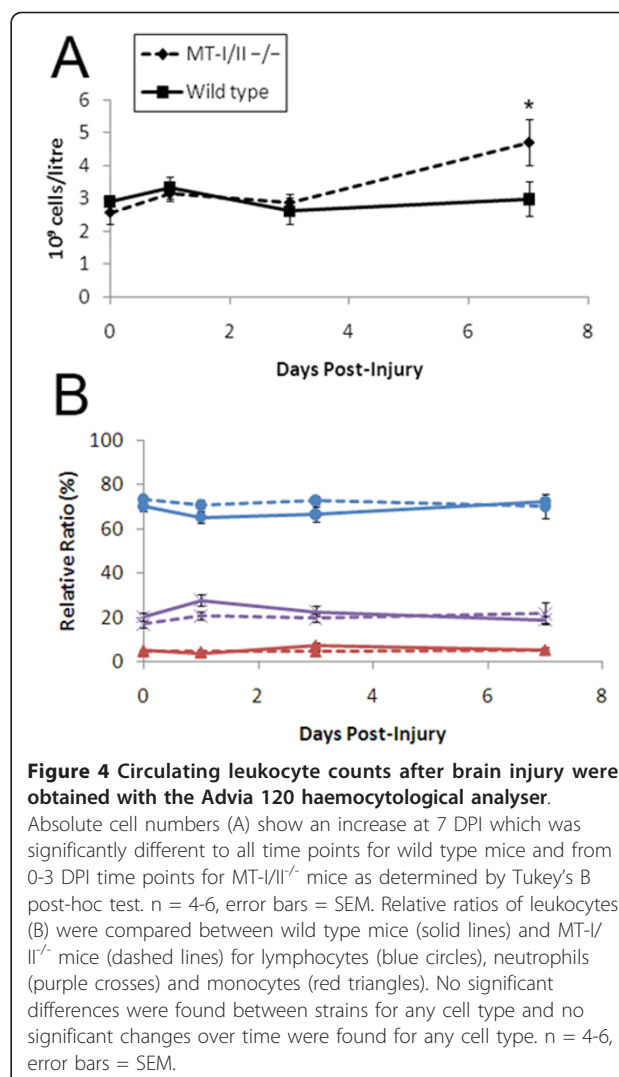 A
MT-I/II −/−
Wild type
10⁹ cells/litre
6
5
4
3
2
1
0
*
0 2 4 6 8
Days Post-Injury
B
Relative Ratio (%)
100
80
60
40
20
0
0 2 4 6 8
Days Post-Injury
Figure 4 Circulating leukocyte counts after brain injury were
obtained with the Advia 120 haemocytological analyser.
Absolute cell numbers (A) show an increase at 7 DPI which was
significantly different to all time points for wild type mice and from
0-3 DPI time points for MT-I/II⁻/⁻ mice as determined by Tukey's B
post-hoc test. n = 4-6, error bars = SEM. Relative ratios of leukocytes
(B) were compared between wild type mice (solid lines) and MT-I/
II⁻/⁻ mice (dashed lines) for lymphocytes (blue circles), neutrophils
(purple crosses) and monocytes (red triangles). No significant
differences were found between strains for any cell type and no
significant changes over time were found for any cell type. n = 4-6,
error bars = SEM.